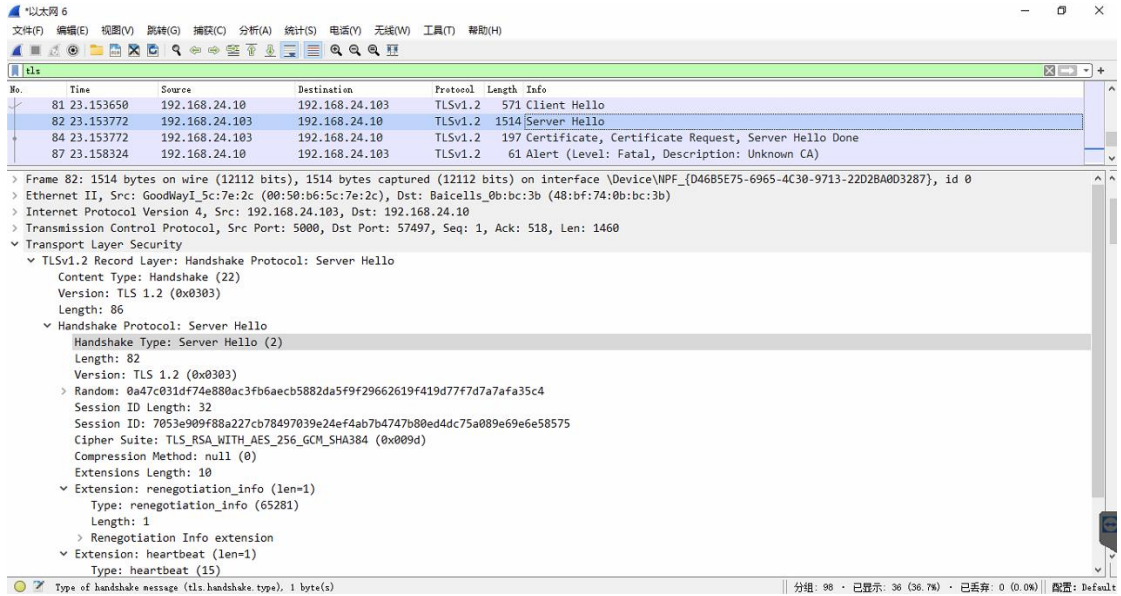 *以太网 6
文件(F) 编辑(E) 视图(V) 跳转(G) 捕获(C) 分析(A) 统计(S) 电话(Y) 无线(W) 工具(T) 帮助(H)
tls
No. Time Source Destination Protocol Length Info
81 23.153650 192.168.24.10 192.168.24.103 TLSv1.2 571 Client Hello
82 23.153772 192.168.24.103 192.168.24.10 TLSv1.2 1514 Server Hello
84 23.153772 192.168.24.103 192.168.24.10 TLSv1.2 197 Certificate, Certificate Request, Server Hello Done
87 23.158324 192.168.24.10 192.168.24.103 TLSv1.2 61 Alert (Level: Fatal, Description: Unknown CA)
Frame 82: 1514 bytes on wire (12112 bits), 1514 bytes captured (12112 bits) on interface \Device\NPF_{D46B5E75-6965-4C30-9713-22D2BA0D3287}, id 0
Ethernet II, Src: GoodWayI_5c:7e:2c (00:50:b6:5c:7e:2c), Dst: Baicells_0b:bc:3b (48:bf:74:0b:bc:3b)
Internet Protocol Version 4, Src: 192.168.24.103, Dst: 192.168.24.10
Transmission Control Protocol, Src Port: 5000, Dst Port: 57497, Seq: 1, Ack: 518, Len: 1460
Transport Layer Security
TLSv1.2 Record Layer: Handshake Protocol: Server Hello
Content Type: Handshake (22)
Version: TLS 1.2 (0x0303)
Length: 86
Handshake Protocol: Server Hello
Handshake Type: Server Hello (2)
Length: 82
Version: TLS 1.2 (0x0303)
Random: 0a47c031df74e880ac3fb6aecb5882da5f9f29662619f419d77f7d7a7afa35c4
Session ID Length: 32
Session ID: 7053e909f88a227cb78497039e24ef4ab7b4747b80ed4dc75a089e69e6e58575
Cipher Suite: TLS_RSA_WITH_AES_256_GCM_SHA384 (0x009d)
Compression Method: null (0)
Extensions Length: 10
Extension: renegotiation_info (len=1)
Type: renegotiation_info (65281)
Length: 1
Renegotiation Info extension
Extension: heartbeat (len=1)
Type: heartbeat (15)
Type of handshake message (tls.handshake.type), 1 byte(s) 分组: 98 · 已显示: 36 (36.7%) · 已丢弃: 0 (0.0%) 配置: Default